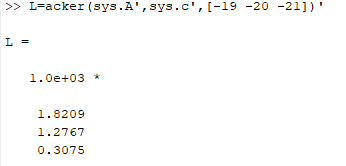 >> L=acker(sys.A',sys.c',[-19 -20 -21])'
L =
1.0e+03 *
1.8209
1.2767
0.3075